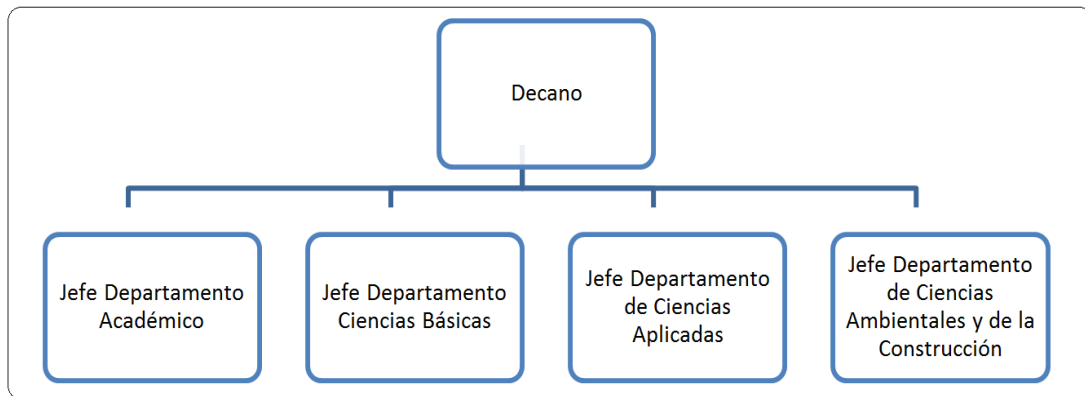 Decano
Jefe Departamento
Académico
Jefe Departamento
Ciencias Básicas
Jefe Departamento
de Ciencias
Aplicadas
Jefe Departamento
de Ciencias
Ambientales y de la
Construcción